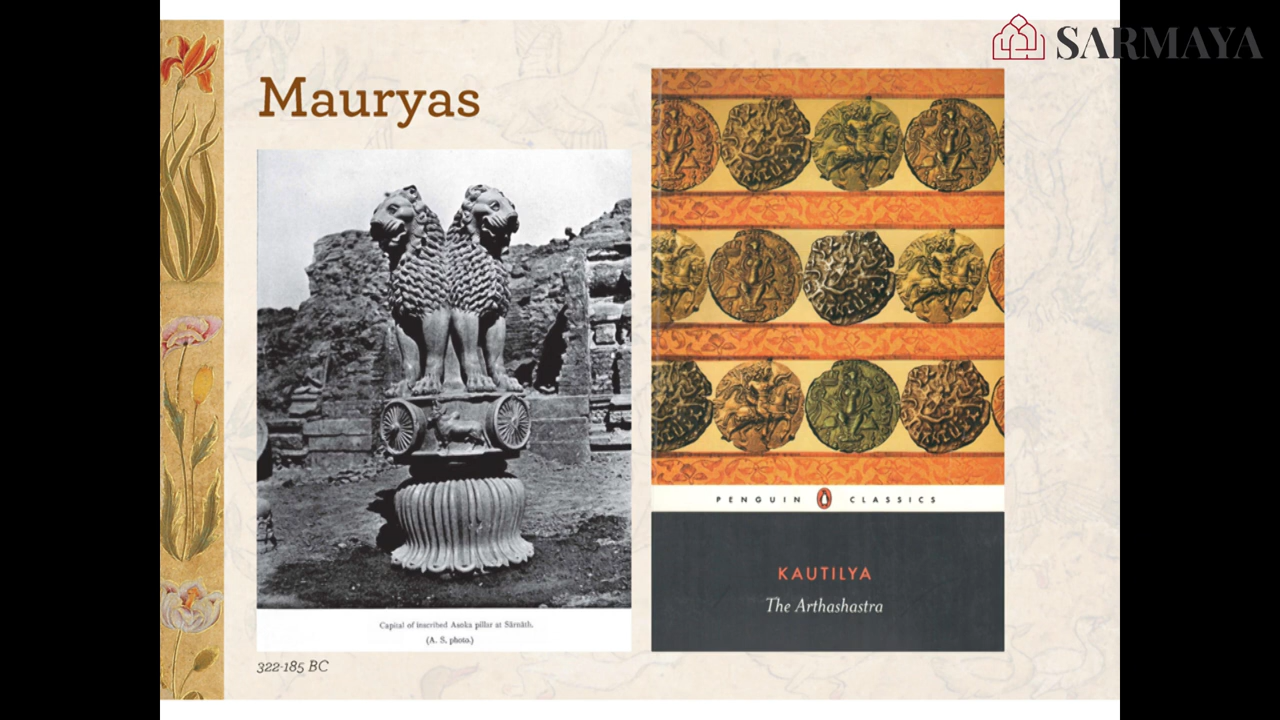 SARMAYA
Mauryas
Capital of inscribed Asoka pillar at Sārnāth.
(A. S. photo.)
322-185 BC
PENGUIN CLASSICS
KAUTILYA
The Arthashastra